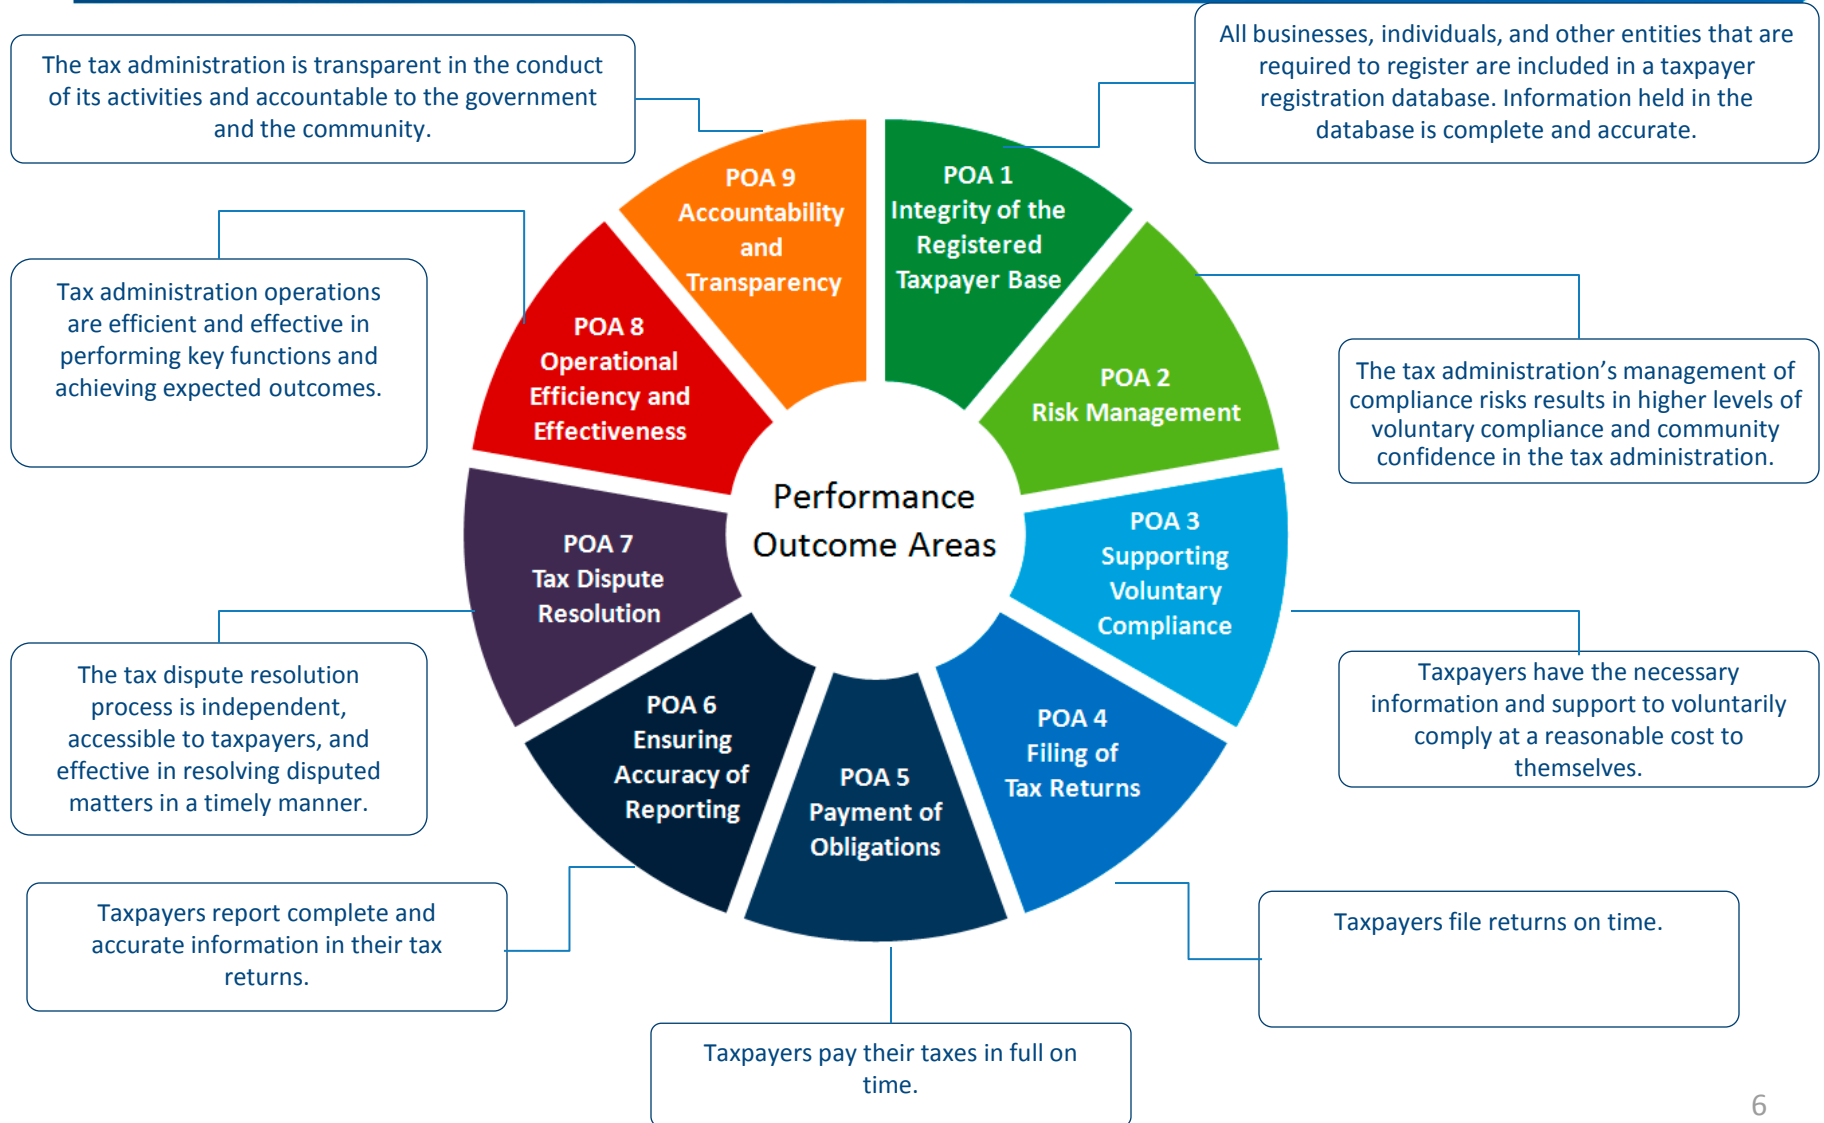 The tax administration is transparent in the conduct
of its activities and accountable to the government
and the community.
All businesses, individuals, and other entities that are
required to register are included in a taxpayer
registration database. Information held in the
database is complete and accurate.
POA 9
Accountability
and
Transparency
POA 1
Integrity of the
Registered
Taxpayer Base
Tax administration operations
are efficient and effective in
performing key functions and
achieving expected outcomes.
POA 8
Operational
Efficiency and
Effectiveness
POA 2
Risk Management
The tax administration’s management of
compliance risks results in higher levels of
voluntary compliance and community
confidence in the tax administration.
Performance
Outcome Areas
POA 7
Tax Dispute
Resolution
POA 3
Supporting
Voluntary
Compliance
The tax dispute resolution
process is independent,
accessible to taxpayers, and
effective in resolving disputed
matters in a timely manner.
Taxpayers have the necessary
information and support to voluntarily
comply at a reasonable cost to
themselves.
POA 6
Ensuring
Accuracy of
Reporting
POA 5
Payment of
Obligations
POA 4
Filing of
Tax Returns
Taxpayers report complete and
accurate information in their tax
returns.
Taxpayers file returns on time.
Taxpayers pay their taxes in full on
time.
6